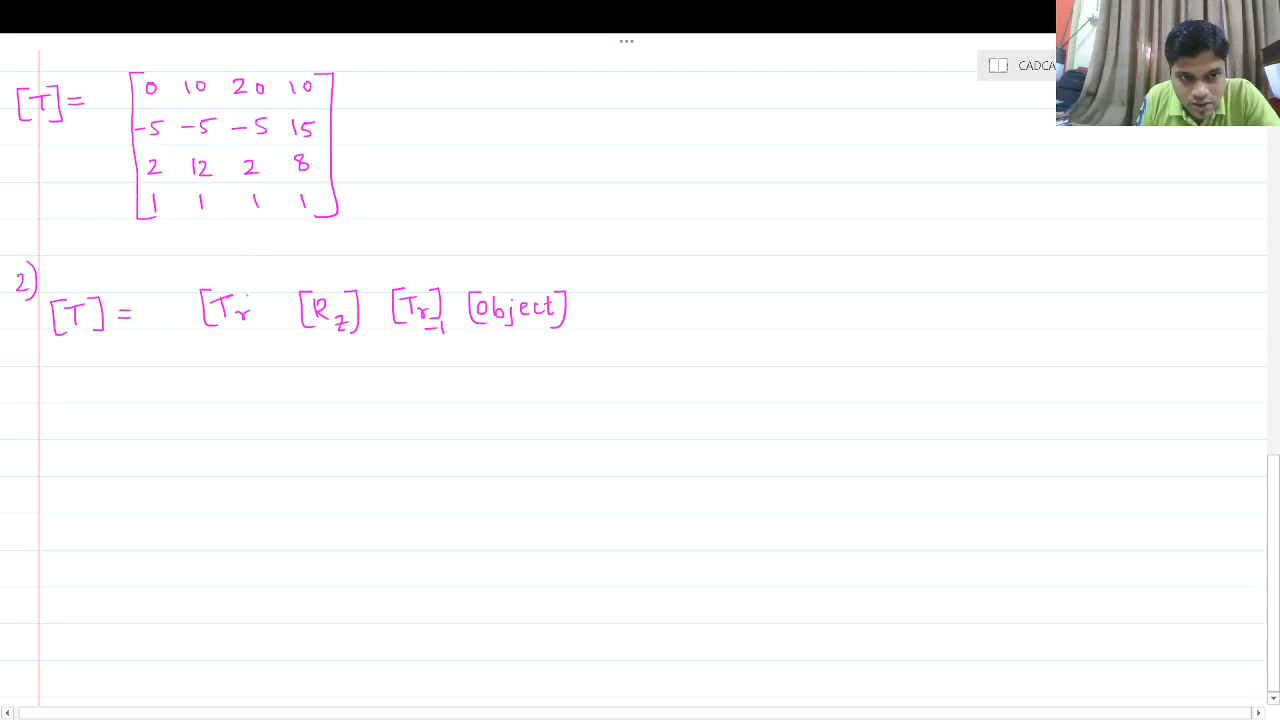 CADCA
[T] = [0 10 20 10
-5 -5 -5 15
2 12 2 8
1 1 1 1]
2)
[T] = [Tr [Rz] [Tr]-1 [Object]